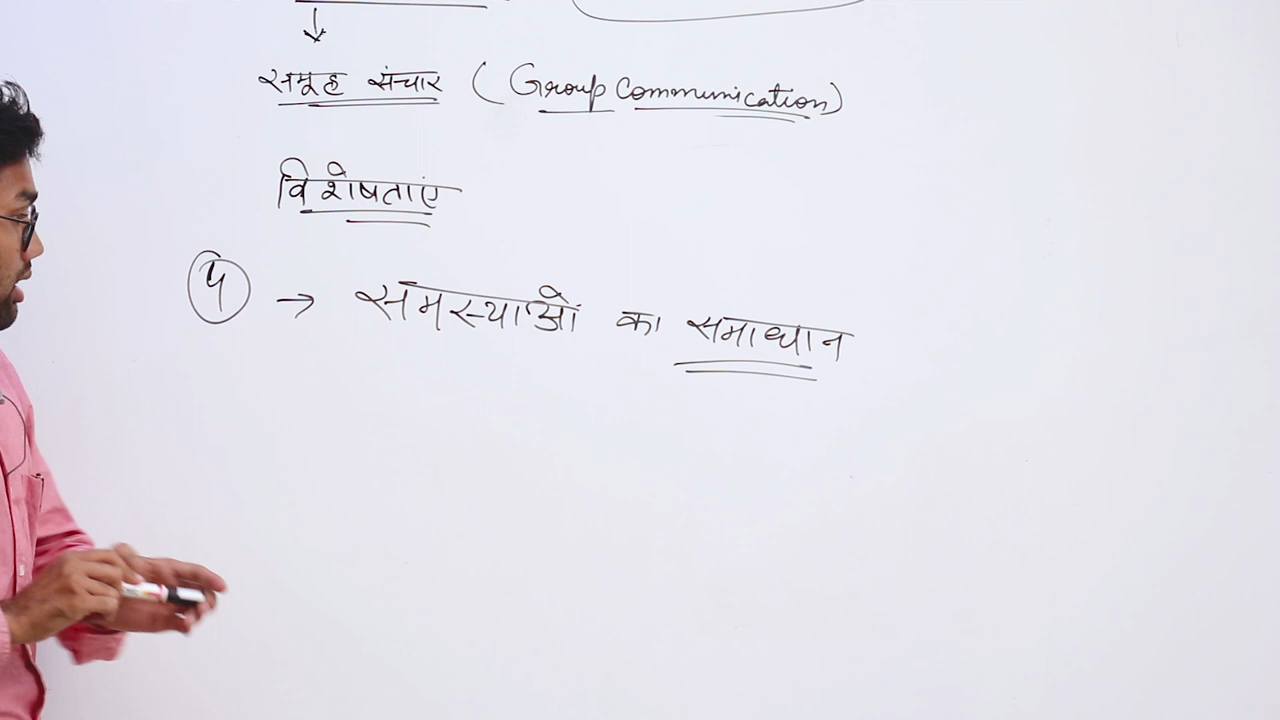 समूह संचार (Group Communication)
विशेषताएं
५ → समस्याओं का समाधान